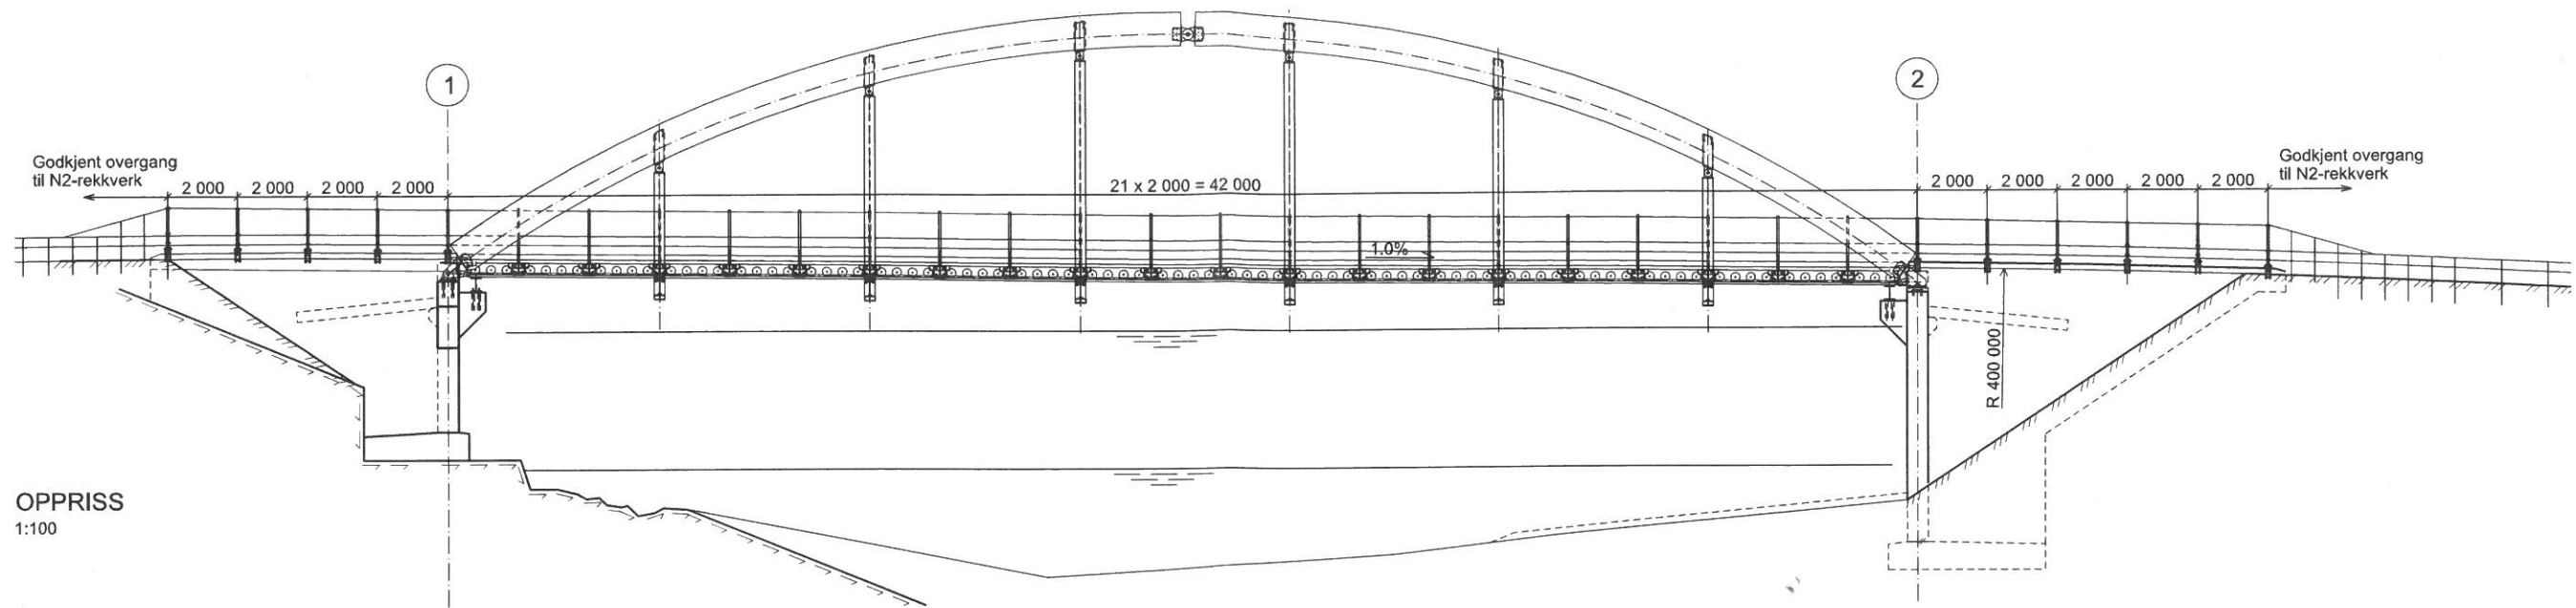 1
2
Godkjent overgang
til N2-rekkverk
2 000
2 000
2 000
2 000
21 x 2 000 = 42 000
2 000
2 000
2 000
2 000
2 000
Godkjent overgang
til N2-rekkverk
1.0%
R 400 000
OPPRISS
1:100